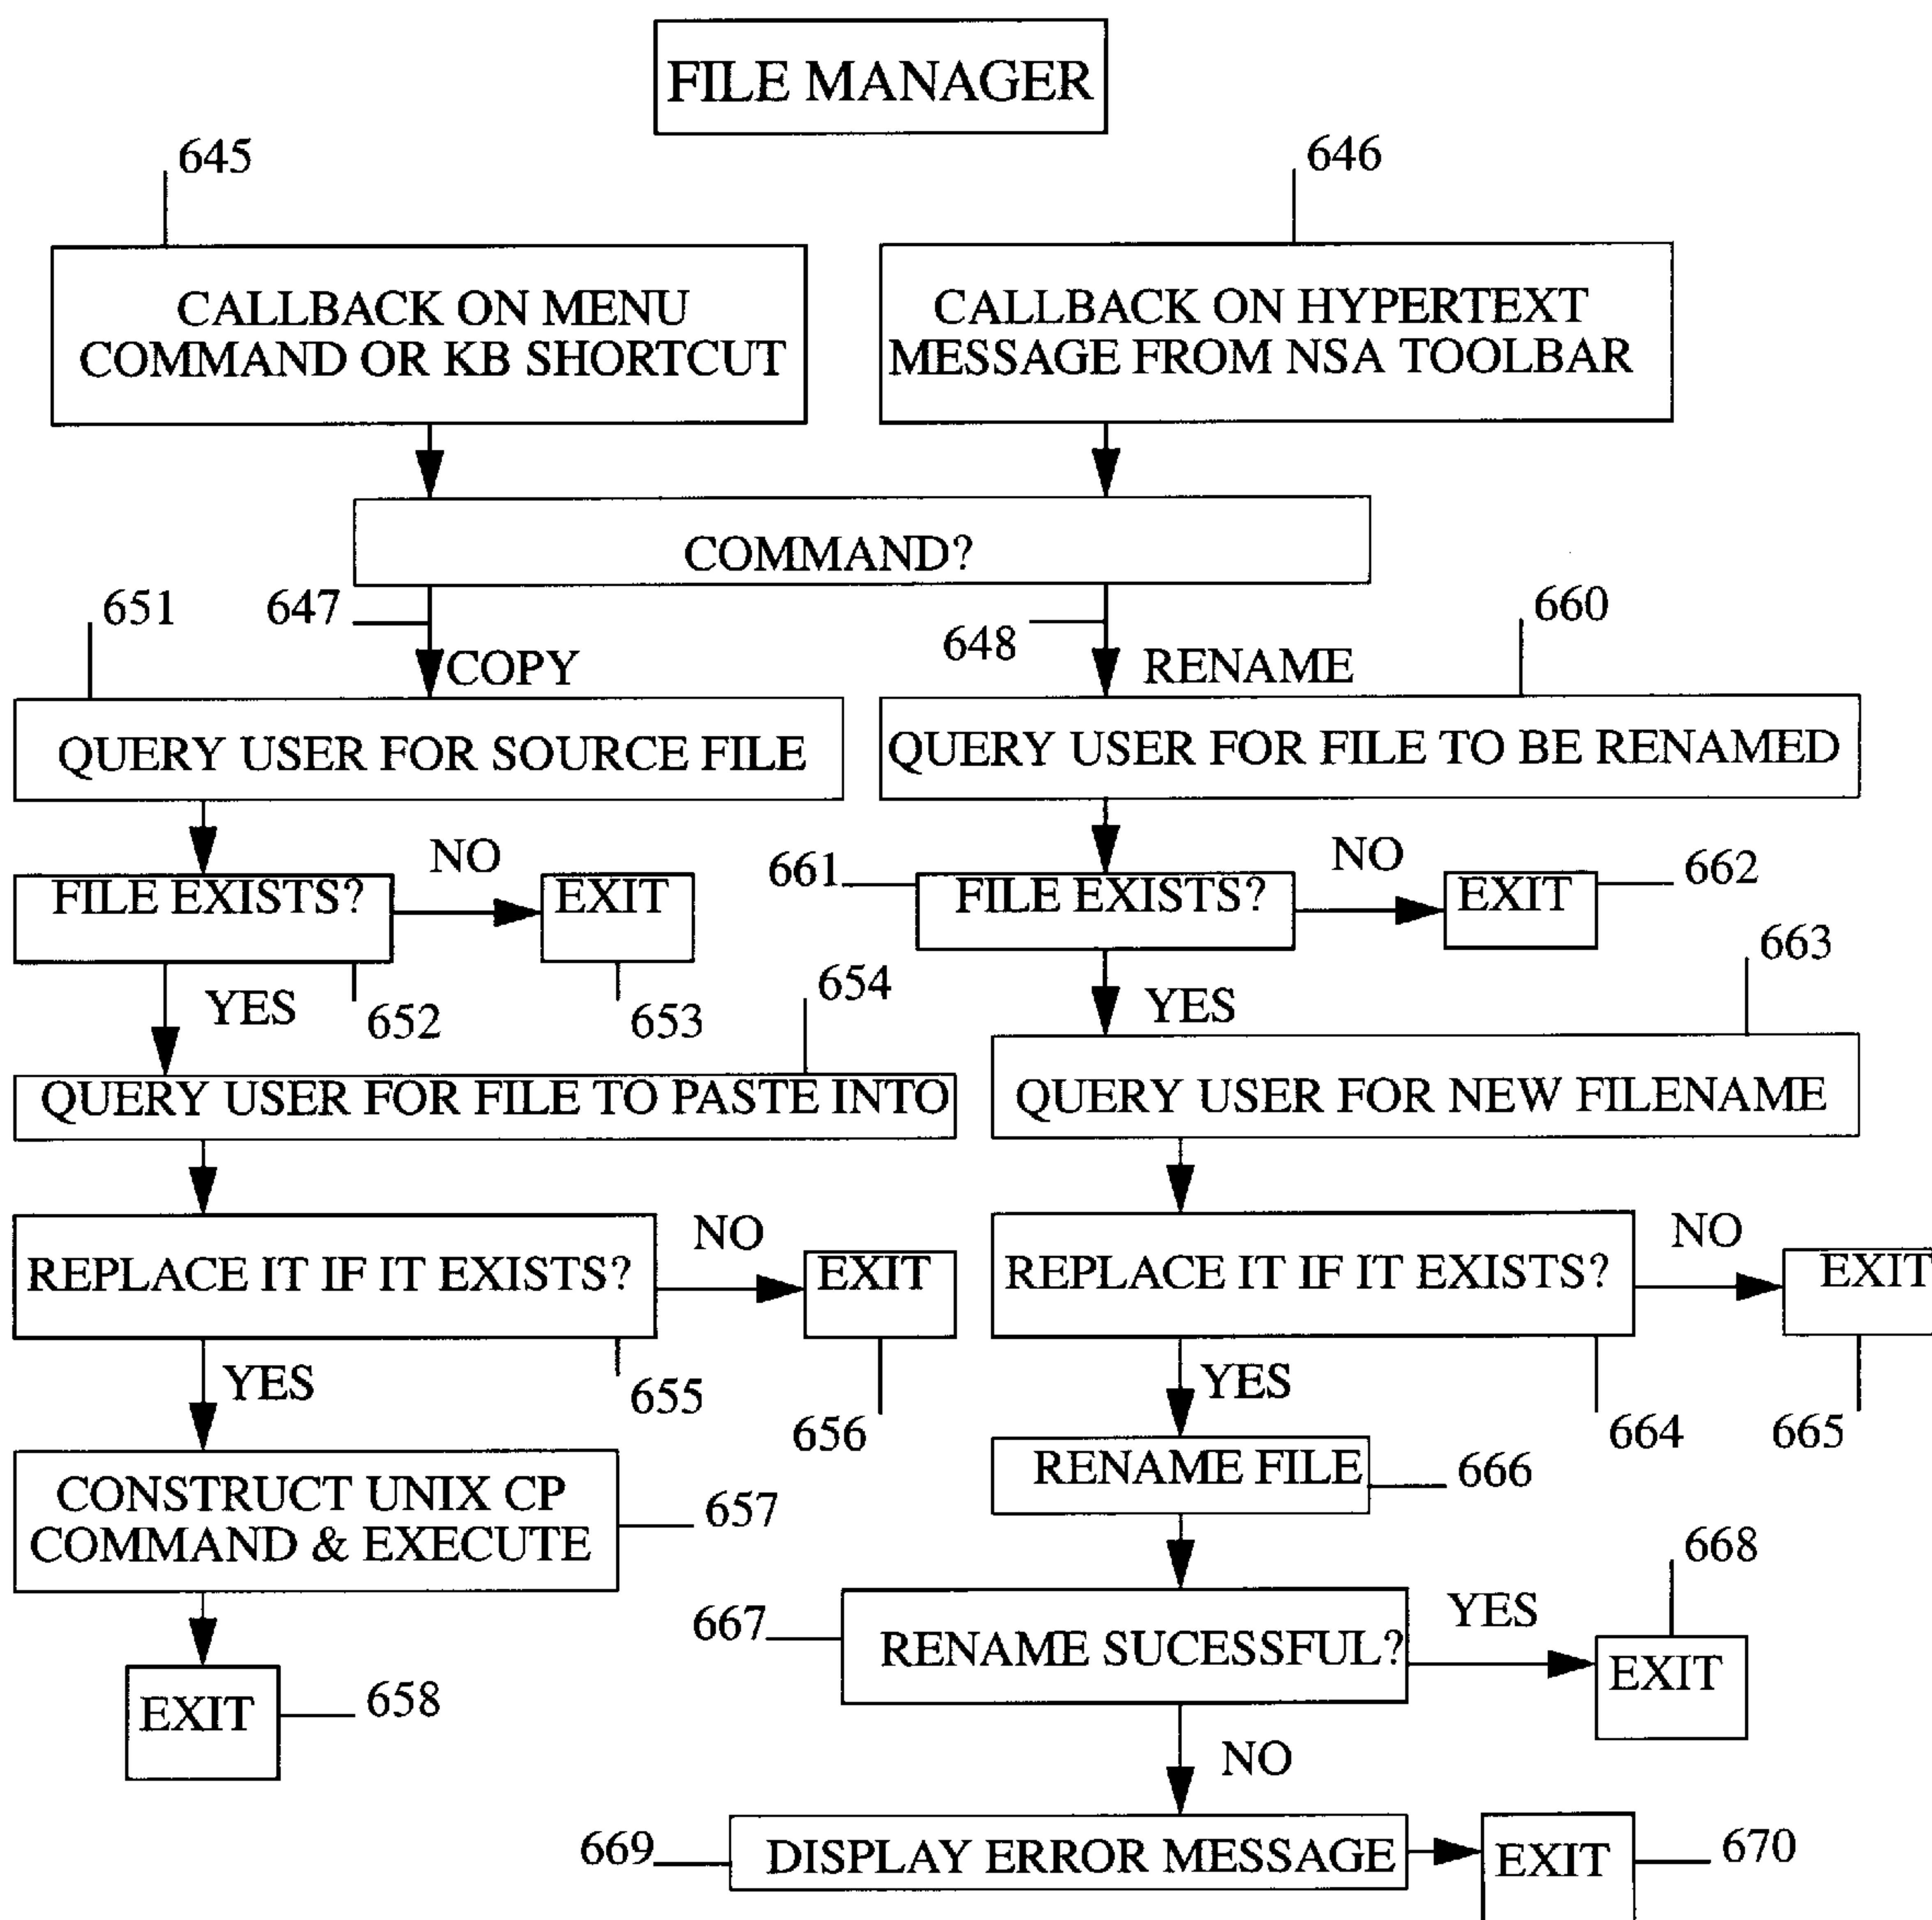 FILE MANAGER
645
646
CALLBACK ON MENU
COMMAND OR KB SHORTCUT
CALLBACK ON HYPERTEXT
MESSAGE FROM NSA TOOLBAR
COMMAND?
651
647
COPY
648
RENAME
660
QUERY USER FOR SOURCE FILE
QUERY USER FOR FILE TO BE RENAMED
FILE EXISTS?
NO
EXIT
661
FILE EXISTS?
NO
EXIT
662
YES
652
653
654
YES
663
QUERY USER FOR FILE TO PASTE INTO
QUERY USER FOR NEW FILENAME
REPLACE IT IF IT EXISTS?
NO
EXIT
REPLACE IT IF IT EXISTS?
NO
EXIT
YES
655
656
YES
664
665
CONSTRUCT UNIX CP
COMMAND & EXECUTE
657
RENAME FILE
666
668
667
RENAME SUCESSFUL?
YES
EXIT
EXIT
658
NO
669
DISPLAY ERROR MESSAGE
EXIT
670